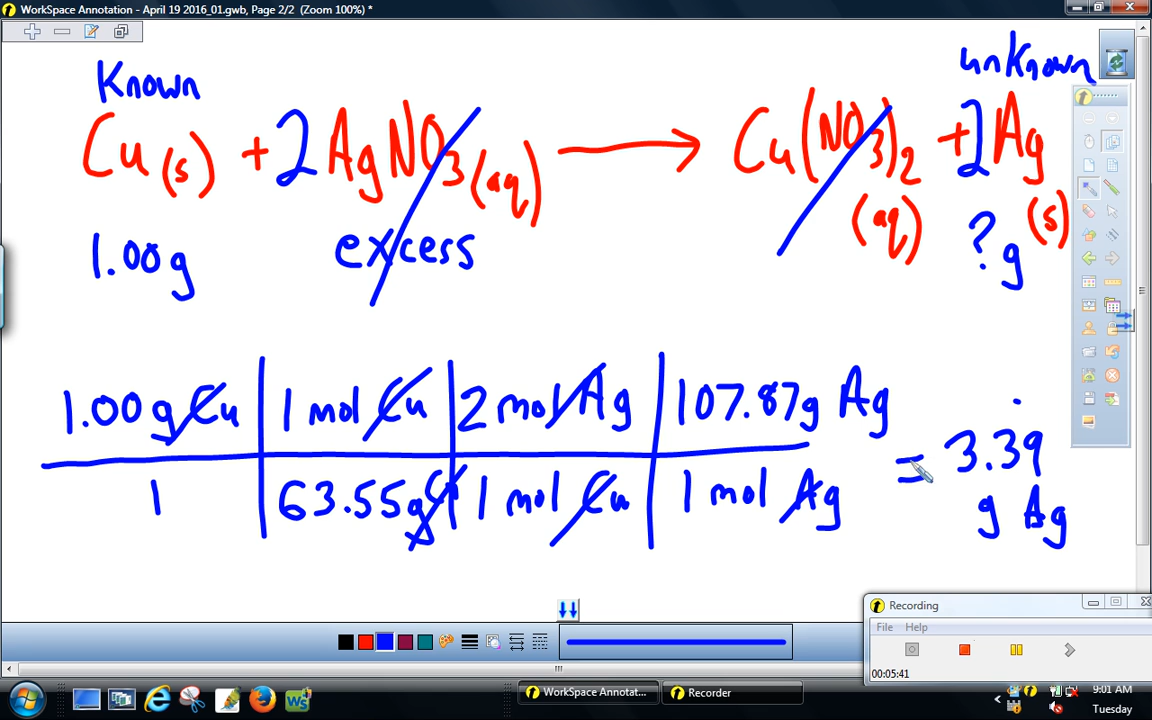 WorkSpace Annotation - April 19 2016_01.gwb, Page 2/2 (Zoom 100%) *
Known
unKnown
Cu(s) + 2AgNO3(aq) → Cu(NO3)2(aq) + 2Ag(s)
1.00g
excess
? g
1.00 g Cu | 1 mol Cu | 2 mol Ag | 107.87g Ag
1 | 63.55g Cu | 1 mol Cu | 1 mol Ag
= 3.39
g Ag
Recording
File Help
00:05:41
WorkSpace Annotat...
Recorder
9:01 AM
Tuesday